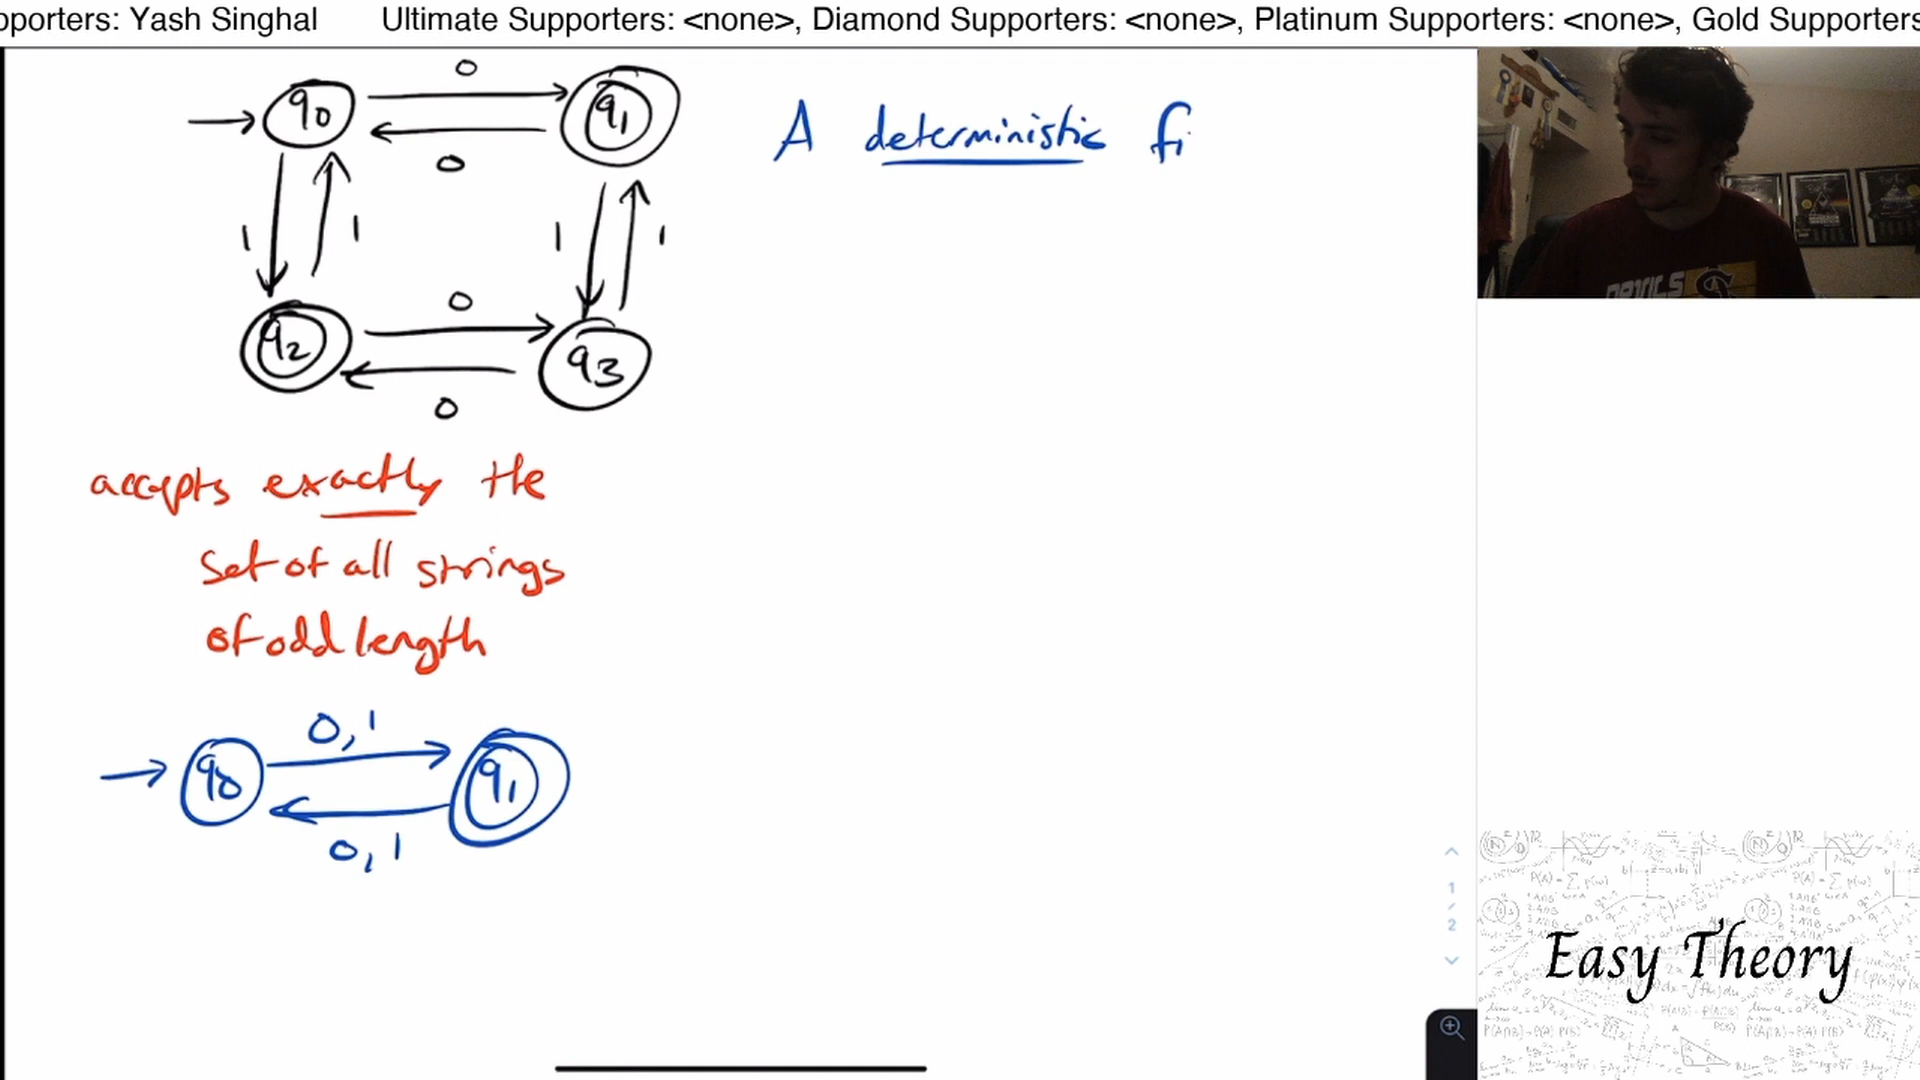 pporters: Yash Singhal Ultimate Supporters: <none>, Diamond Supporters: <none>, Platinum Supporters: <none>, Gold Supporters
q0 0 q1
0
1 1 1 1
q2 0 q3
0
A deterministic fi
accepts exactly the
set of all strings
of odd length
q0 0,1 q1
0,1
1
2
Easy Theory